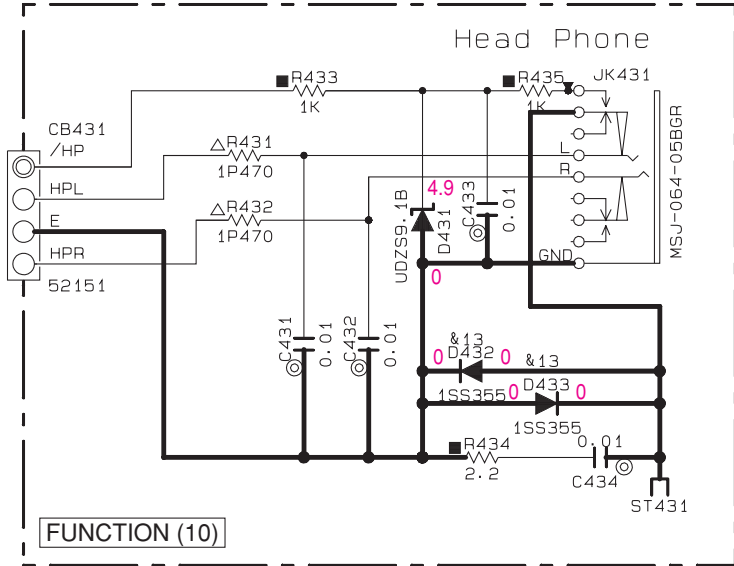 Head Phone
R433
1K
R435
1K
JK431
MSJ-064-05BGR
CB431
/HP
HPL
E
HPR
52151
△R431
1P470
△R432
1P470
L
R
GND
4.9
UDZS9.1B
D431
0
C433
0.01
C431
0.01
C432
0.01
&13
0 D432 0
1SS355
&13
0 D433 0
1SS355
R434
2.2
0.01
C434
ST431
FUNCTION (10)